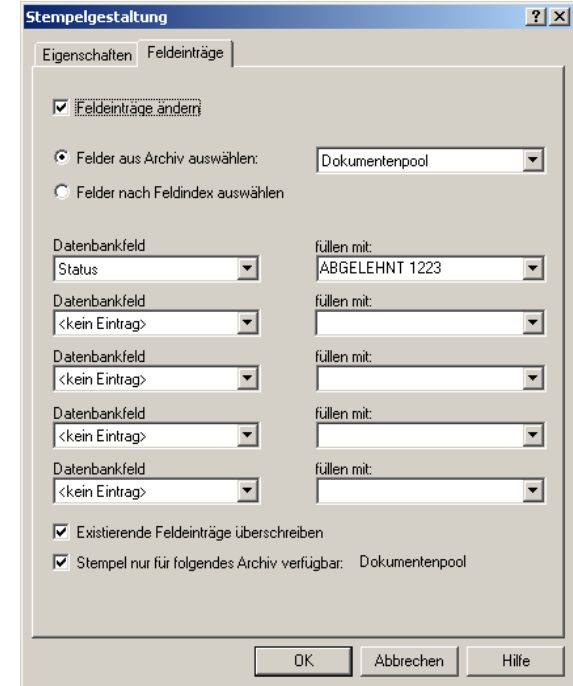 Stempelgestaltung
Eigenschaften Feldeinträge
Feldeinträge ändern
Felder aus Archiv auswählen: Dokumentenpool
Felder nach Feldindex auswählen
Datenbankfeld füllen mit:
Status ABGELEHNT 1223
Datenbankfeld füllen mit:
<kein Eintrag>
Datenbankfeld füllen mit:
<kein Eintrag>
Datenbankfeld füllen mit:
<kein Eintrag>
Datenbankfeld füllen mit:
<kein Eintrag>
Existierende Feldeinträge überschreiben
Stempel nur für folgendes Archiv verfügbar: Dokumentenpool
OK Abbrechen Hilfe